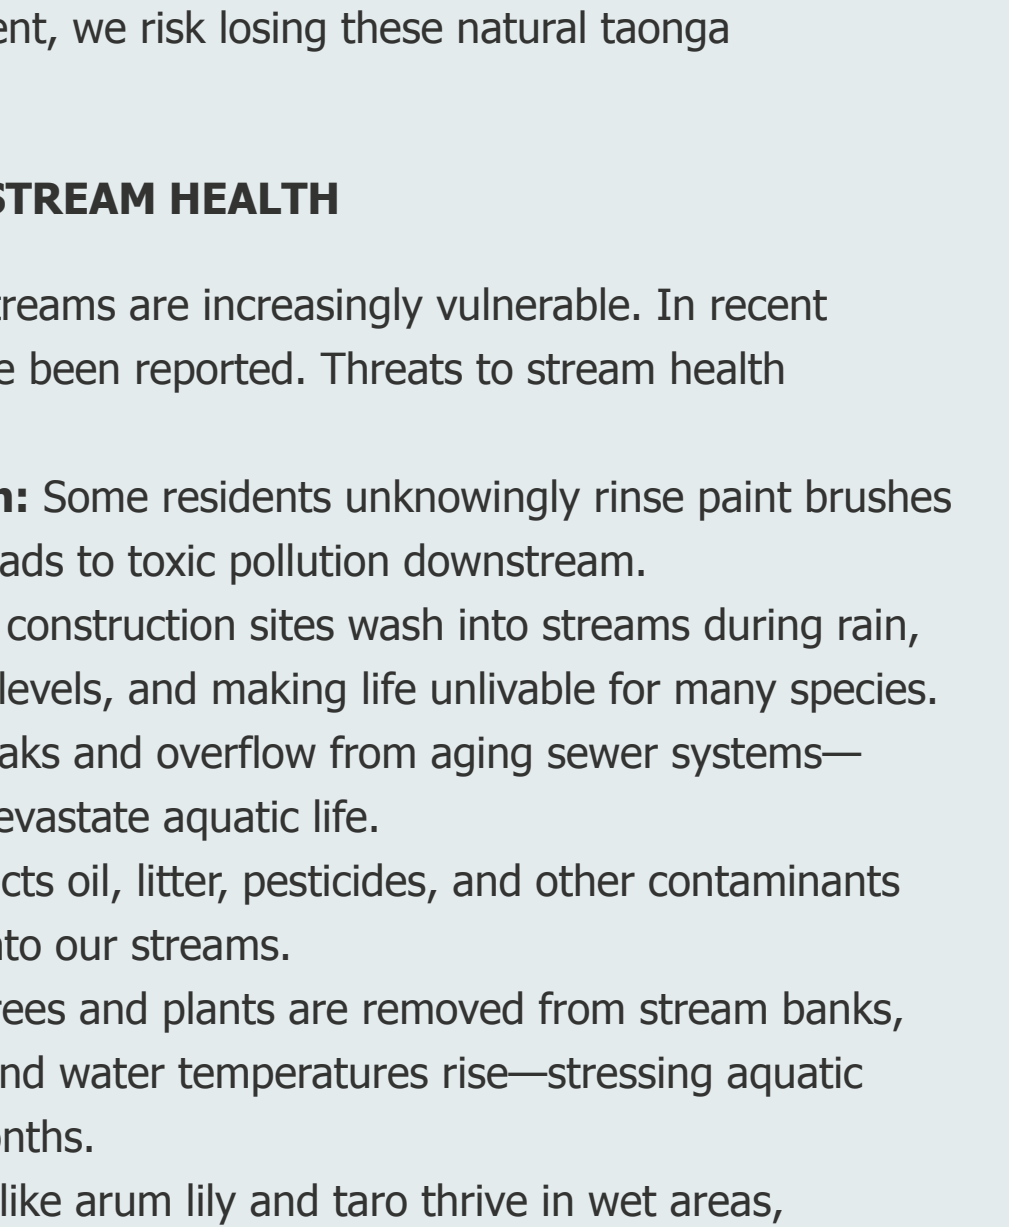 ent, we risk losing these natural taonga
STREAM HEALTH
treams are increasingly vulnerable. In recent
e been reported. Threats to stream health
n: Some residents unknowingly rinse paint brushes
ads to toxic pollution downstream.
construction sites wash into streams during rain,
levels, and making life unlivable for many species.
aks and overflow from aging sewer systems—
evastate aquatic life.
cts oil, litter, pesticides, and other contaminants
nto our streams.
rees and plants are removed from stream banks,
nd water temperatures rise—stressing aquatic
onths.
like arum lily and taro thrive in wet areas,